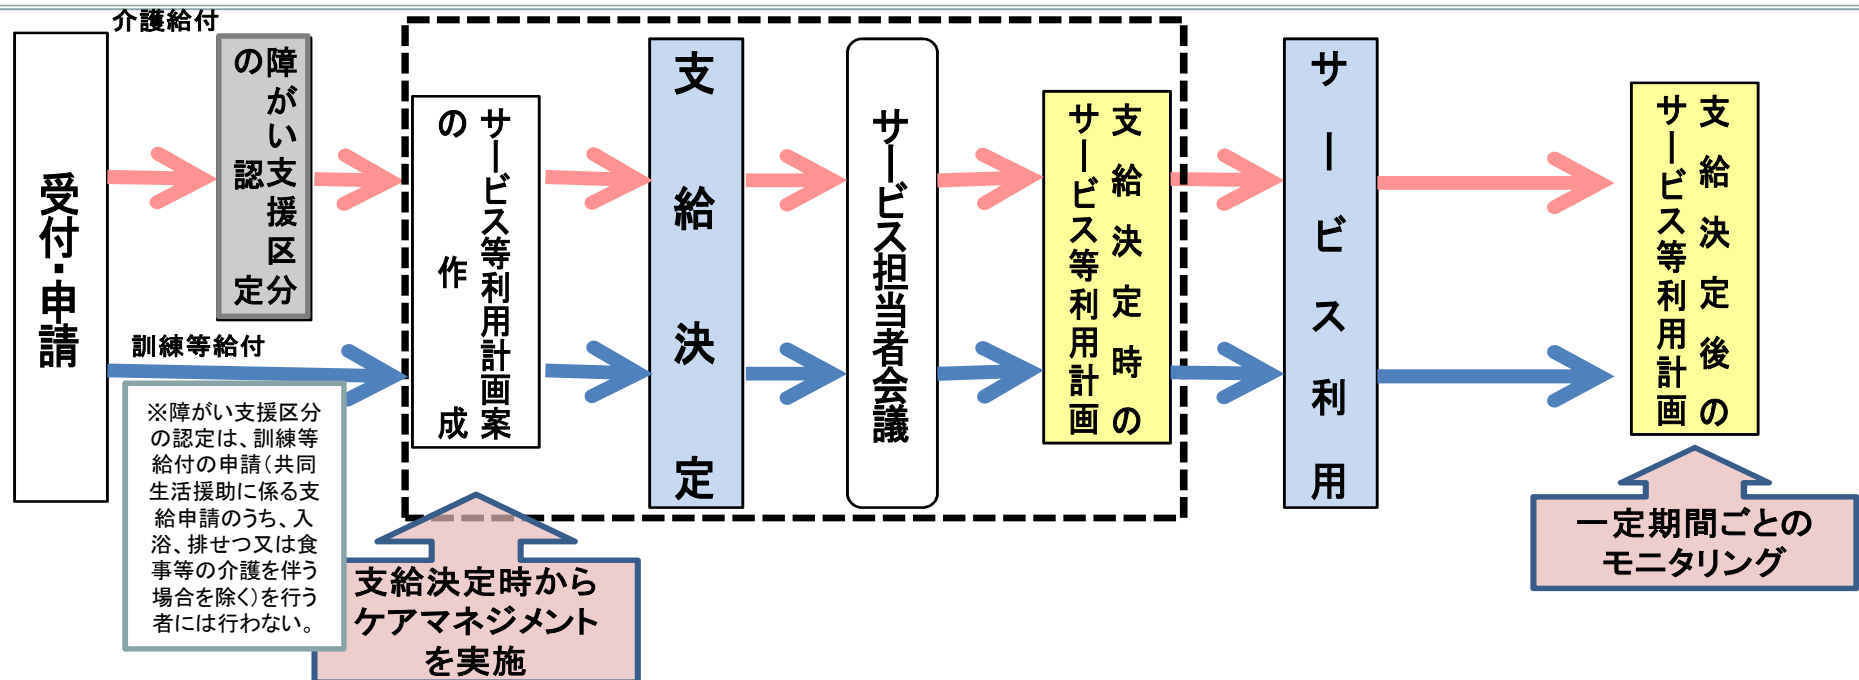 介護給付
受付・申請
障がい支援区分
の認定
訓練等給付
※障がい支援区分
の認定は、訓練等
給付の申請（共同
生活援助に係る支
給申請のうち、入
浴、排せつ又は食
事等の介護を伴う
場合を除く）を行う
者には行わない。
サービス等利用計画案
の作成
支給決定時から
ケアマネジメント
を実施
支給決定
サービス担当者会議
支給決定時の
サービス等利用計画
サービス利用
支給決定後の
サービス等利用計画
一定期間ごとの
モニタリング